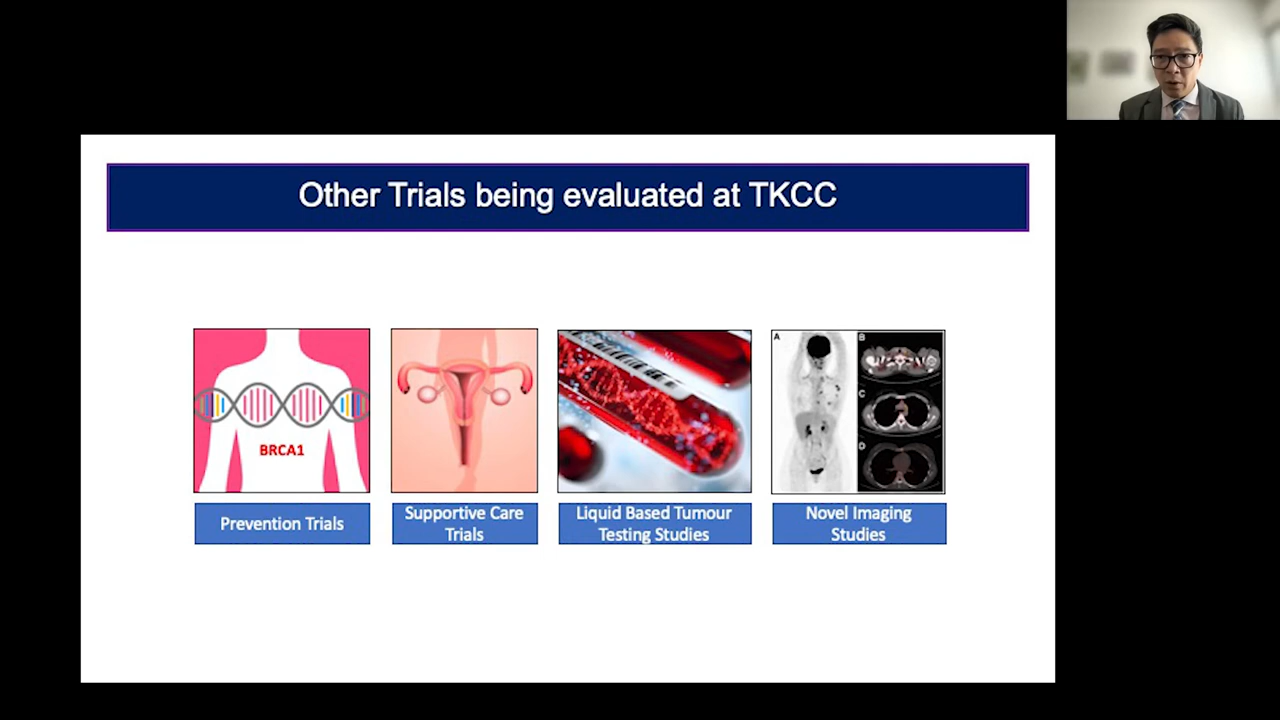 Other Trials being evaluated at TKCC
BRCA1
A
B
C
D
Prevention Trials
Supportive Care
Trials
Liquid Based Tumour
Testing Studies
Novel Imaging
Studies